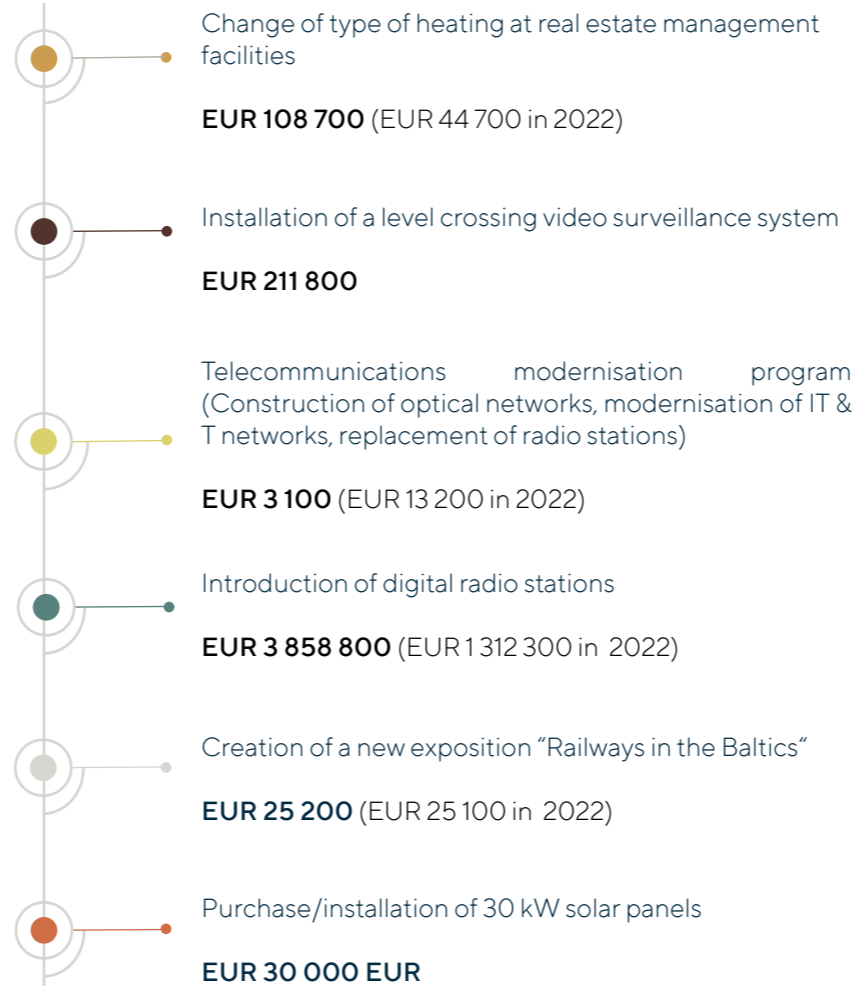 Change of type of heating at real estate management
facilities
EUR 108 700 (EUR 44 700 in 2022)
Installation of a level crossing video surveillance system
EUR 211 800
Telecommunications modernisation program
(Construction of optical networks, modernisation of IT &
T networks, replacement of radio stations)
EUR 3 100 (EUR 13 200 in 2022)
Introduction of digital radio stations
EUR 3 858 800 (EUR 1 312 300 in 2022)
Creation of a new exposition “Railways in the Baltics“
EUR 25 200 (EUR 25 100 in 2022)
Purchase/installation of 30 kW solar panels
EUR 30 000 EUR